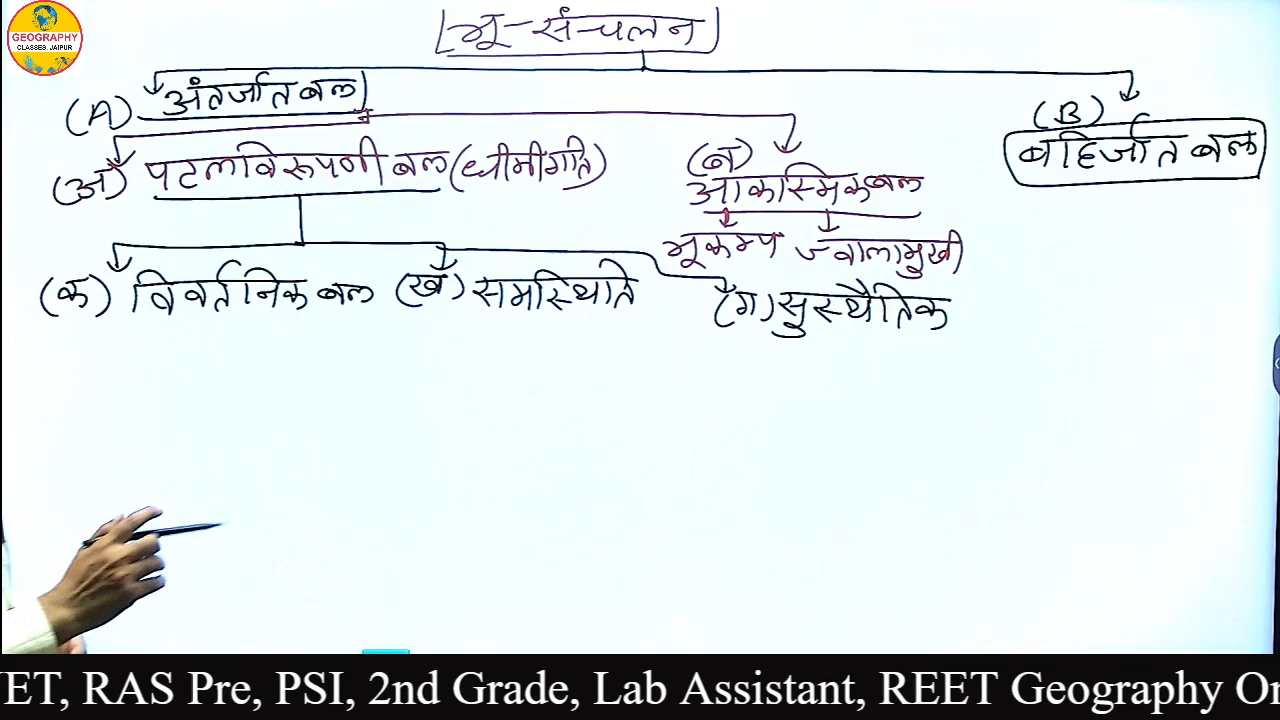 GEOGRAPHY
CLASSES, JAIPUR
भू-संचलन
(A) अंतर्जात बल
(B)
बहिर्जात बल
(अ) पटलविरूपणी बल (धीमी गति)
(ब)
आकस्मिक बल
भूकम्प ज्वालामुखी
(क) विवर्तनिक बल (ख) समस्थिति
(ग) सुस्थैतिक
ET, RAS Pre, PSI, 2nd Grade, Lab Assistant, REET Geography